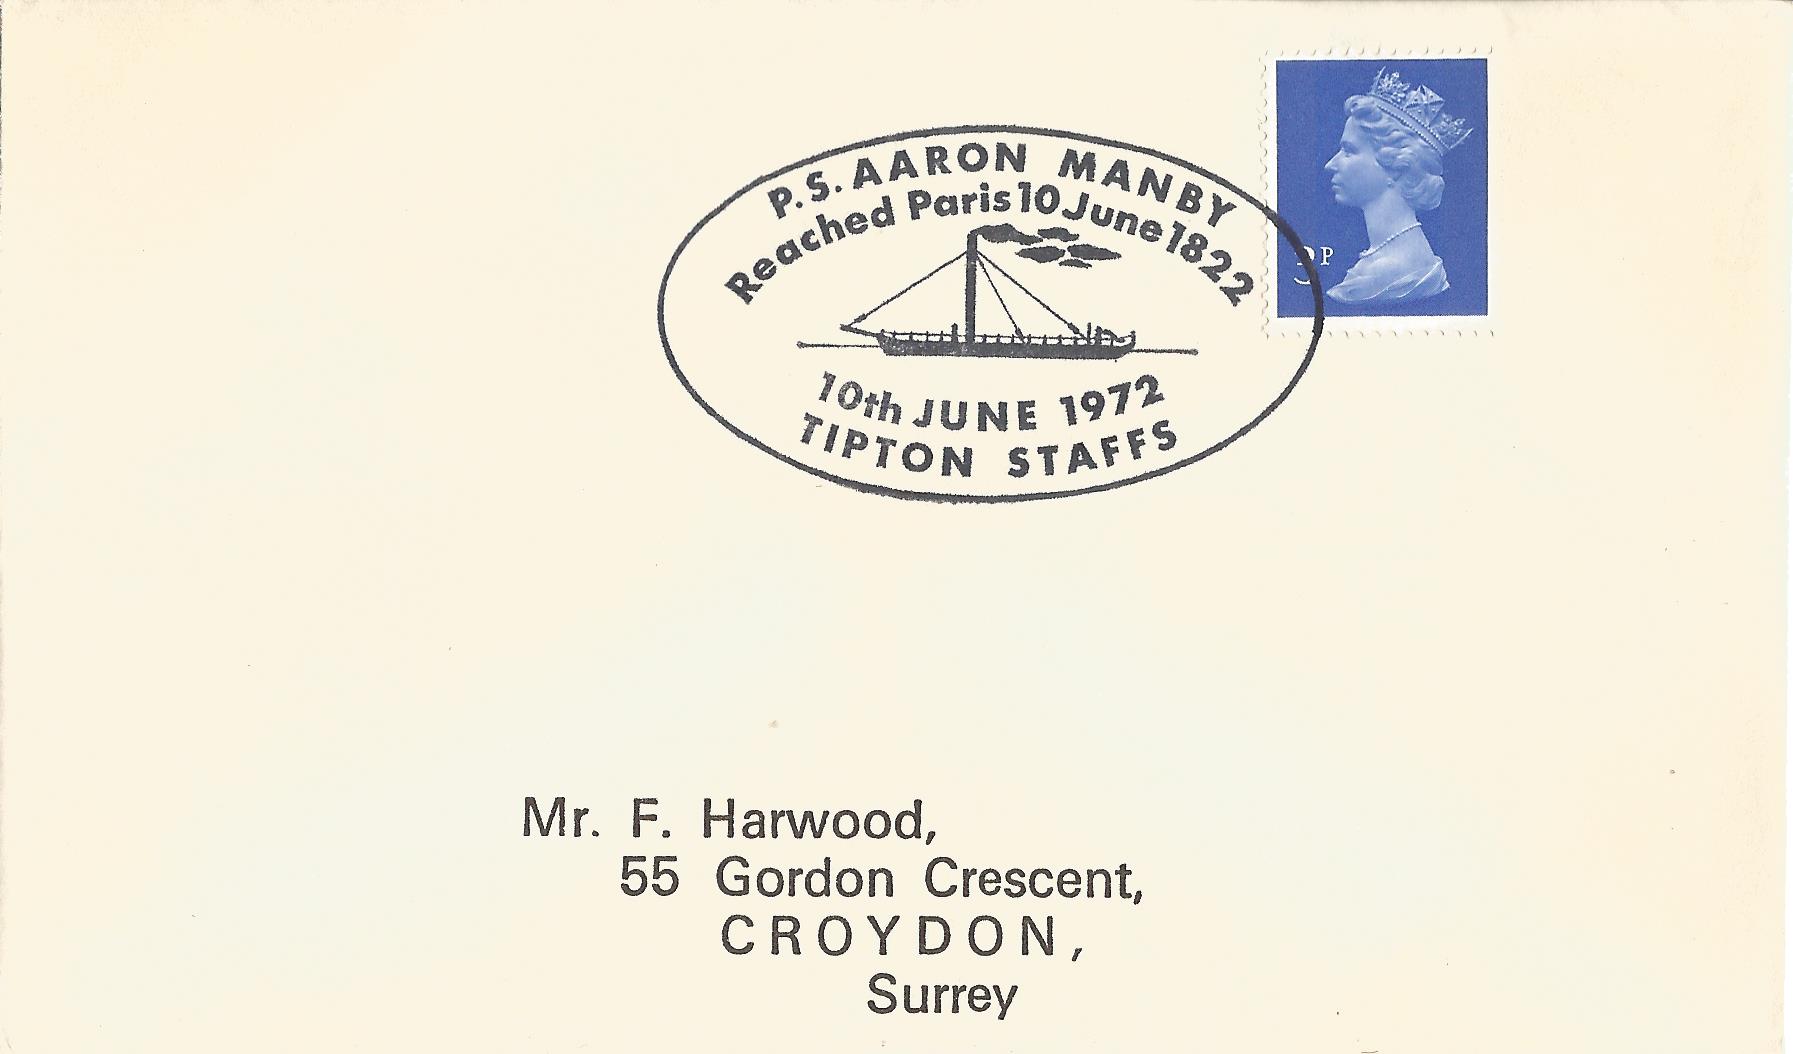 P.S. AARON MANBY
Reached Paris 10 June 1822
10th JUNE 1972
TIPTON STAFFS
3P
Mr. F. Harwood,
55 Gordon Crescent,
CROYDON,
Surrey